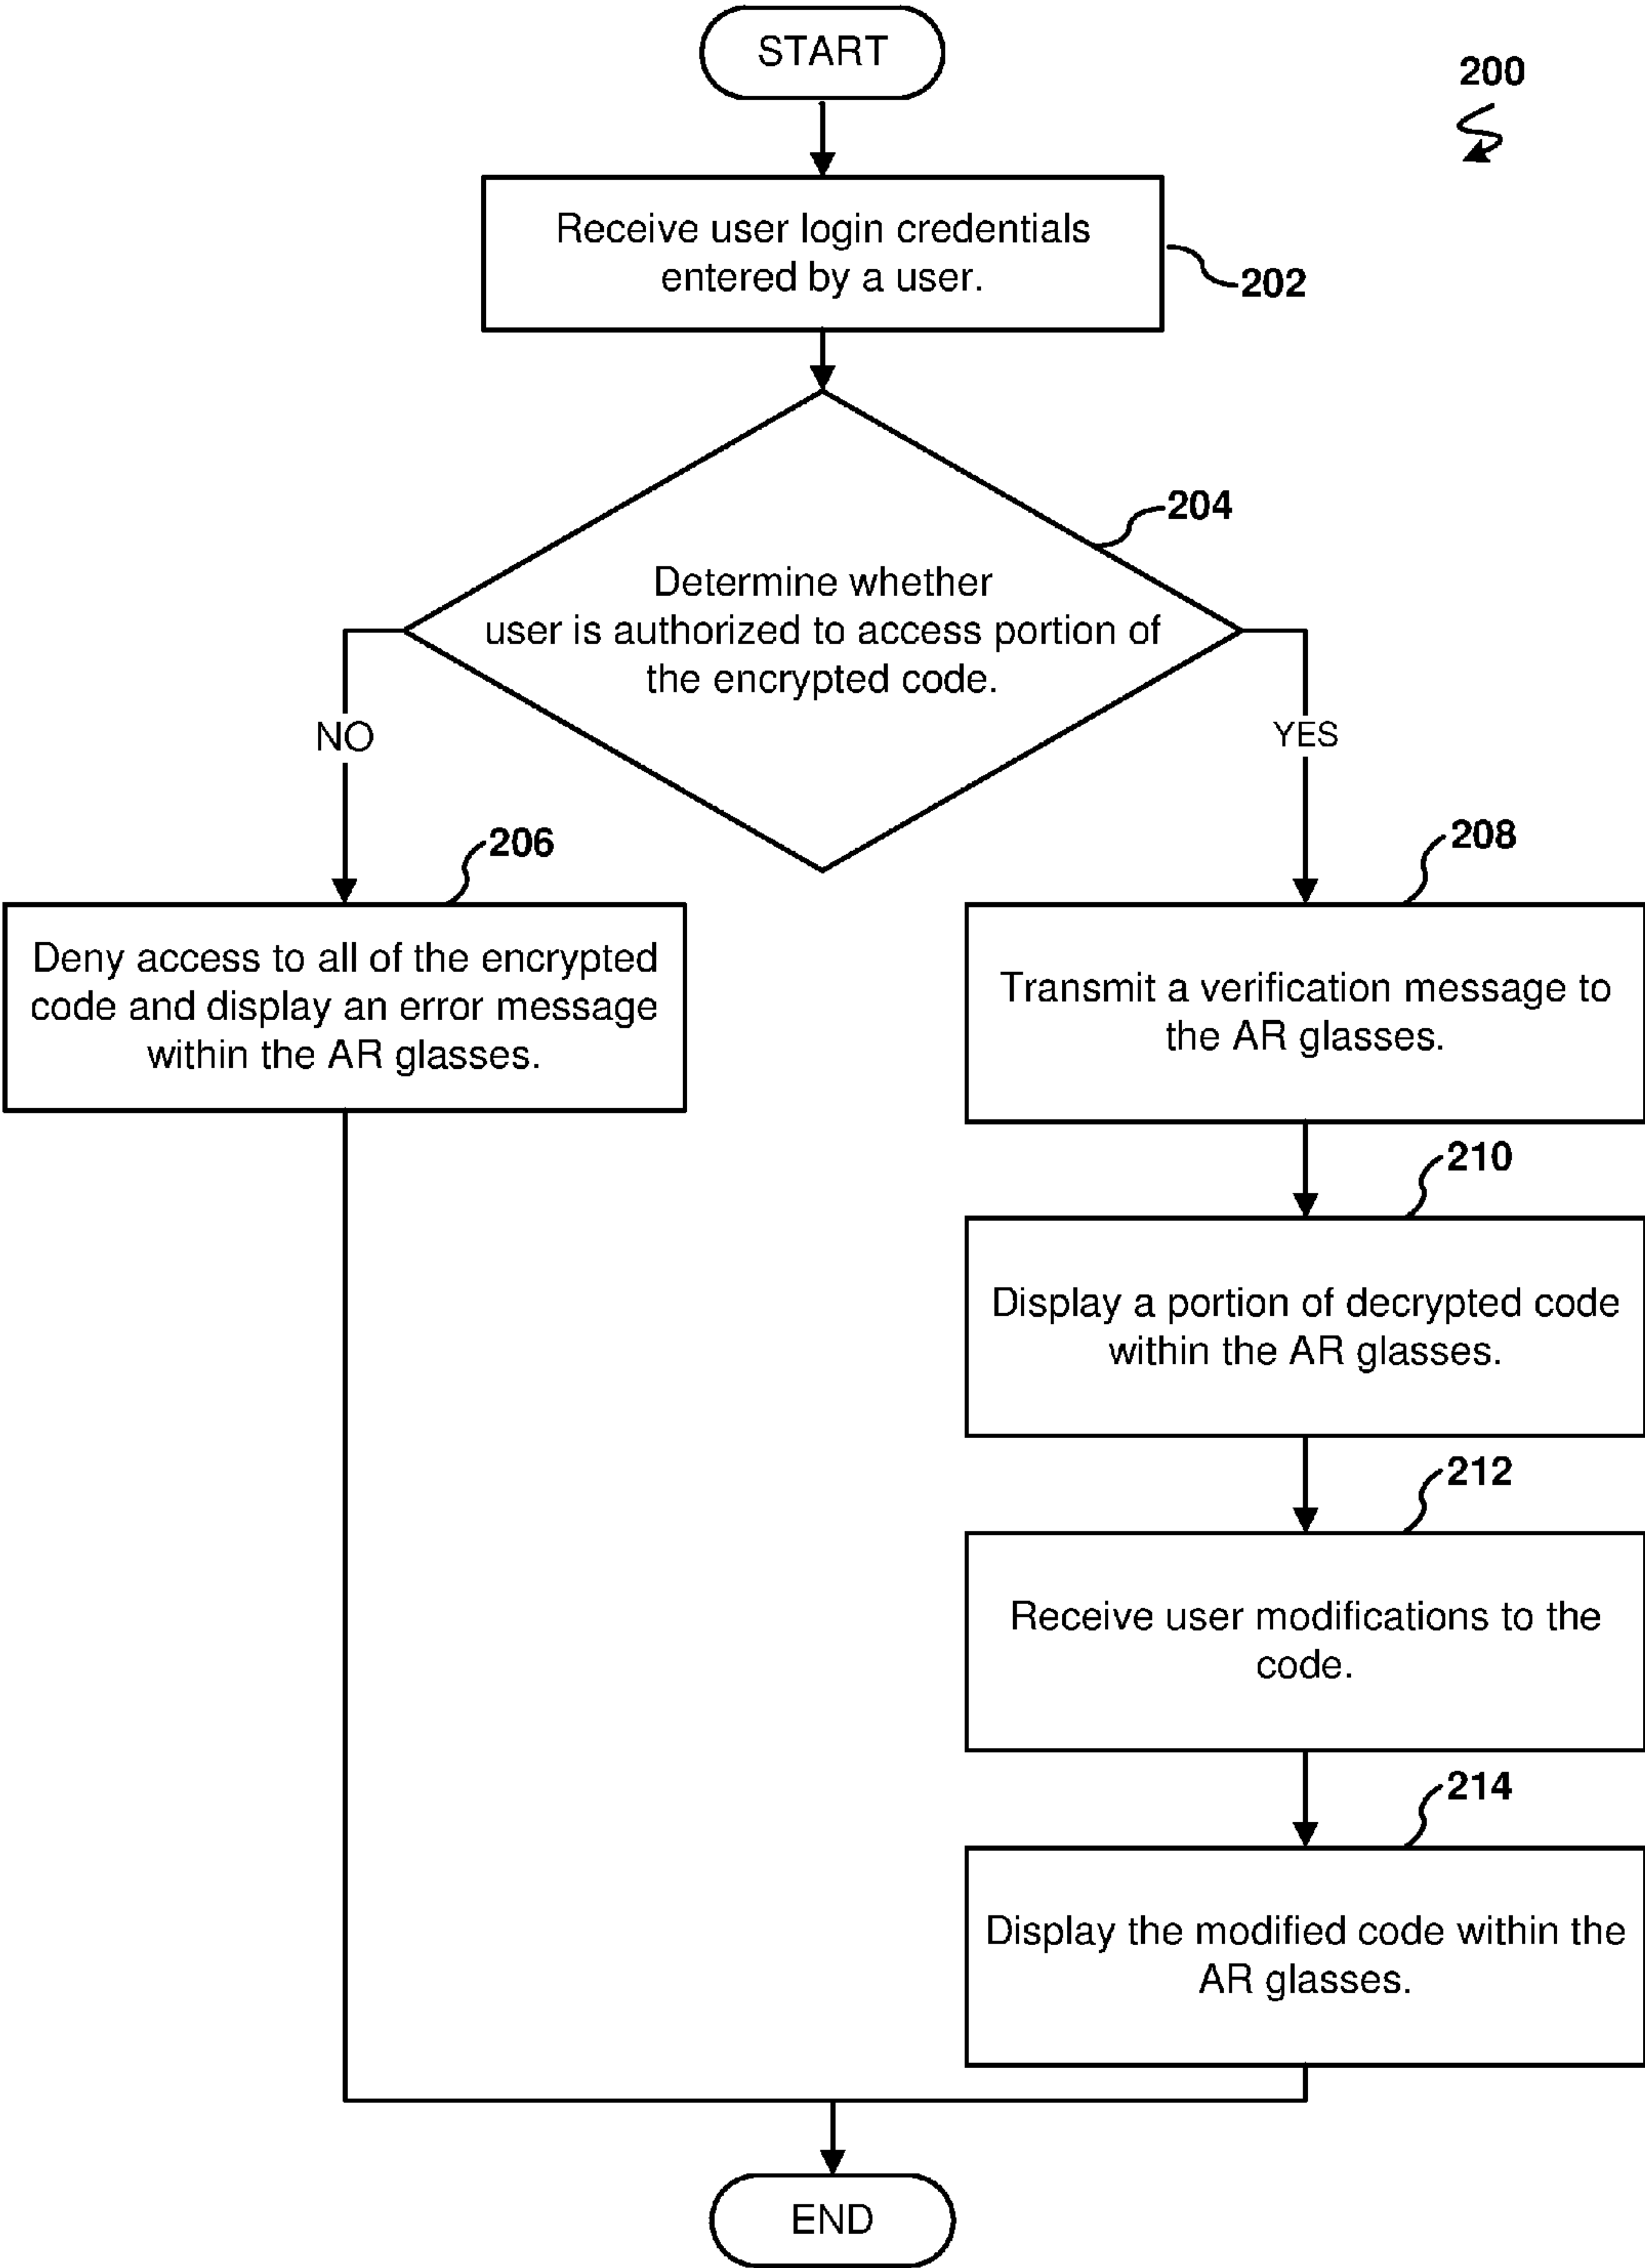 START
200
Receive user login credentials
entered by a user.
202
204
Determine whether
user is authorized to access portion of
the encrypted code.
NO
YES
206
208
Deny access to all of the encrypted
code and display an error message
within the AR glasses.
Transmit a verification message to
the AR glasses.
210
Display a portion of decrypted code
within the AR glasses.
212
Receive user modifications to the
code.
214
Display the modified code within the
AR glasses.
END